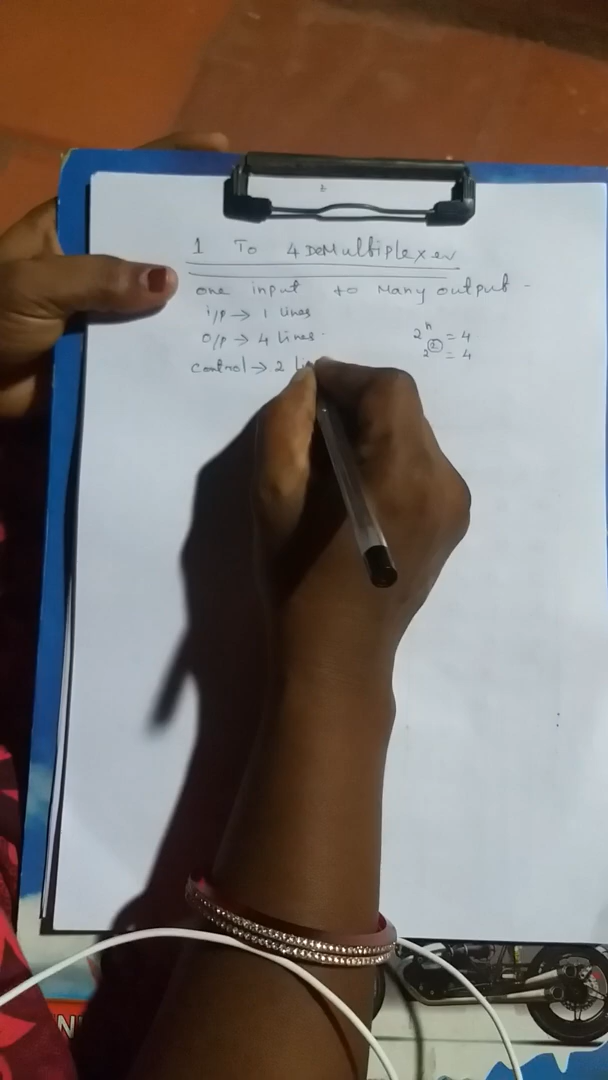 1 To 4 DeMultiplexer
one input to Many output -
i/p → 1 lines
o/p → 4 lines -
2ⁿ = 4
control → 2
2² = 4